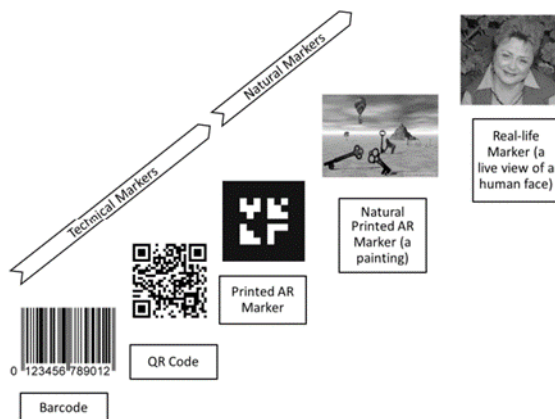 Natural Markers
Technical Markers
Real-life
Marker (a
live view of a
human face)
Natural
Printed AR
Marker (a
painting)
Printed AR
Marker
QR Code
0 123456 789012
Barcode